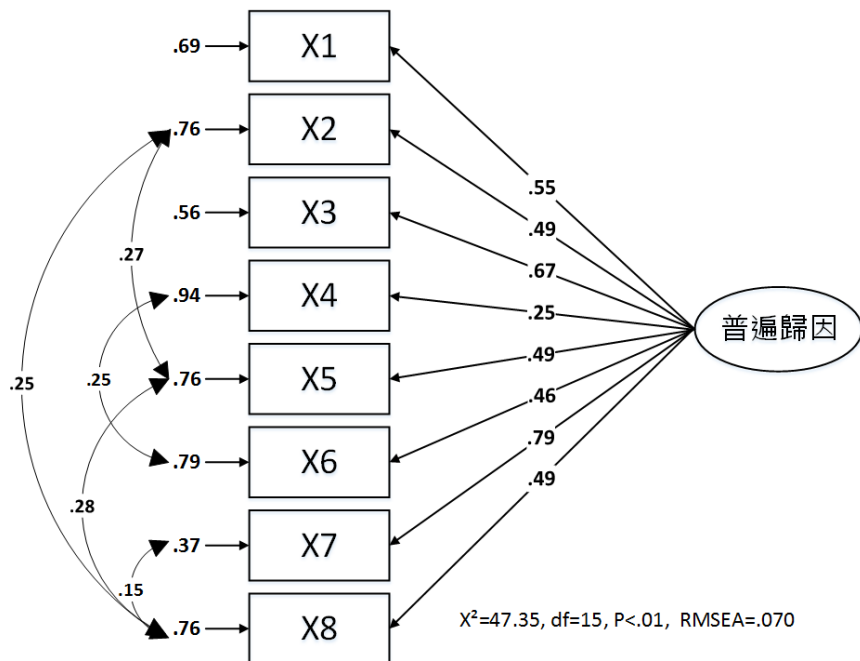 .69
X1
.76
X2
.55
.56
X3
.49
.27
.67
.94
X4
.25
普遍歸因
.25
.25
.76
X5
.49
.46
.79
X6
.79
.28
.49
.37
X7
.15
.76
X8
X²=47.35, df=15, P<.01, RMSEA=.070